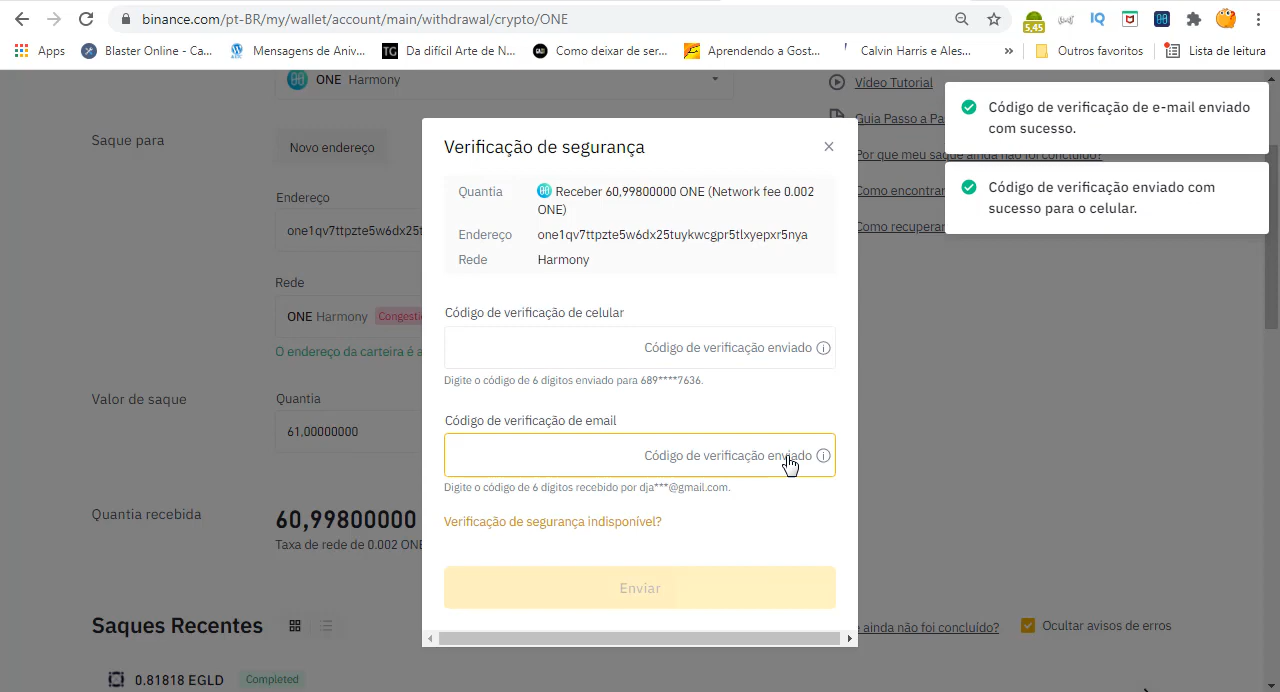 binance.com/pt-BR/my/wallet/account/main/withdrawal/crypto/ONE
5,45
IQ
Apps
Blaster Online - Ca...
Mensagens de Aniv...
TG
Da difícil Arte de N...
Como deixar de ser...
Aprendendo a Gost...
Calvin Harris e Ales...
»
Outros favoritos
Lista de leitura
ONE Harmony
Vídeo Tutorial
Código de verificação de e-mail enviado
com sucesso.
Guia Passo a Pa
Saque para
Novo endereço
Verificação de segurança
Por que meu saque ainda não foi concluído?
Código de verificação enviado com
sucesso para o celular.
Como encontrar
Como recuperar
Quantia
Receber 60,99800000 ONE (Network fee 0.002
ONE)
Endereço
one1qv7ttpzte5w6dx25tuykwcgpr5tlxyepxr5nya
Rede
Harmony
Endereço
one1qv7ttpzte5w6dx25t
Rede
ONE Harmony
Congesti
O endereço da carteira é a
Código de verificação de celular
Código de verificação enviado
Digite o código de 6 dígitos enviado para 689****7636.
Valor de saque
Quantia
61,00000000
Código de verificação de email
Código de verificação enviado
Digite o código de 6 dígitos recebido por dja***@gmail.com.
Verificação de segurança indisponível?
Quantia recebida
60,99800000
Taxa de rede de 0.002 ONE
Enviar
Saques Recentes
e ainda não foi concluído?
Ocultar avisos de erros
0.81818 EGLD
Completed